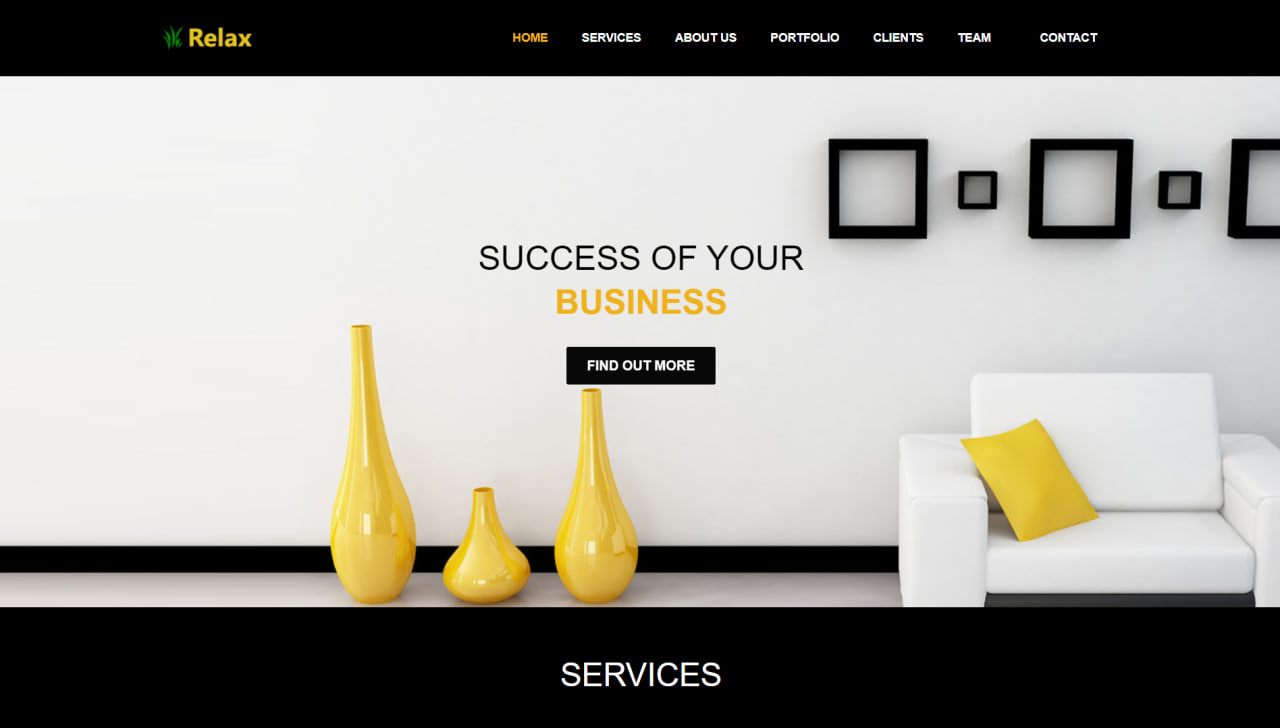 Relax
HOME SERVICES ABOUT US PORTFOLIO CLIENTS TEAM CONTACT
SUCCESS OF YOUR
BUSINESS
FIND OUT MORE
SERVICES